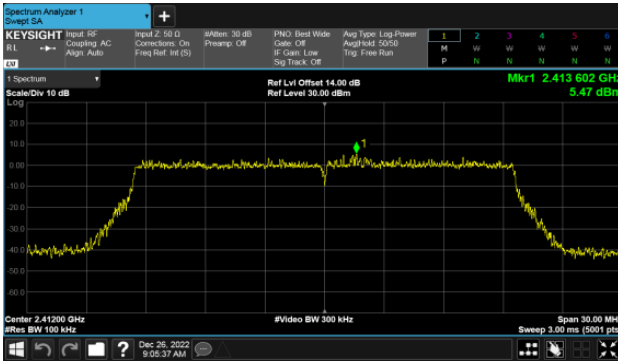 Spectrum Analyzer 1
Swept SA
+
KEYSIGHT
RL
LXI
Input: RF
Coupling: AC
Align: Auto
Input Z: 50 Ω
Corrections: On
Freq Ref: Int (S)
#Atten: 30 dB
Preamp: Off
PNO: Best Wide
Gate: Off
IF Gain: Low
Sig Track: Off
Avg Type: Log-Power
Avg|Hold: 50/50
Trig: Free Run
1 2 3 4 5 6
M W W W W W
P N N N N N
1 Spectrum
Scale/Div 10 dB
Log
Ref Lvl Offset 14.00 dB
Ref Level 30.00 dBm
Mkr1 2.413 602 GHz
5.47 dBm
20.0
10.0
0.00
-10.0
-20.0
-30.0
-40.0
-50.0
-60.0
1
Center 2.41200 GHz
#Res BW 100 kHz
#Video BW 300 kHz
Span 30.00 MH
Sweep 3.00 ms (5001 pts
?
Dec 26, 2022
9:05:37 AM